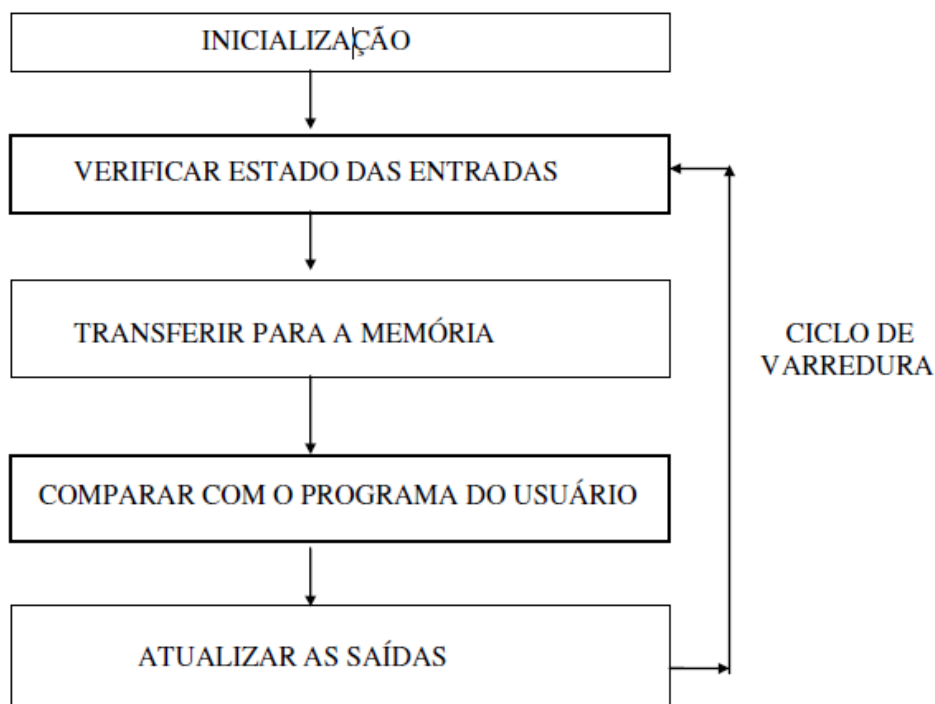 INICIALIZAÇÃO
VERIFICAR ESTADO DAS ENTRADAS
TRANSFERIR PARA A MEMÓRIA
CICLO DE
VARREDURA
COMPARAR COM O PROGRAMA DO USUÁRIO
ATUALIZAR AS SAÍDAS